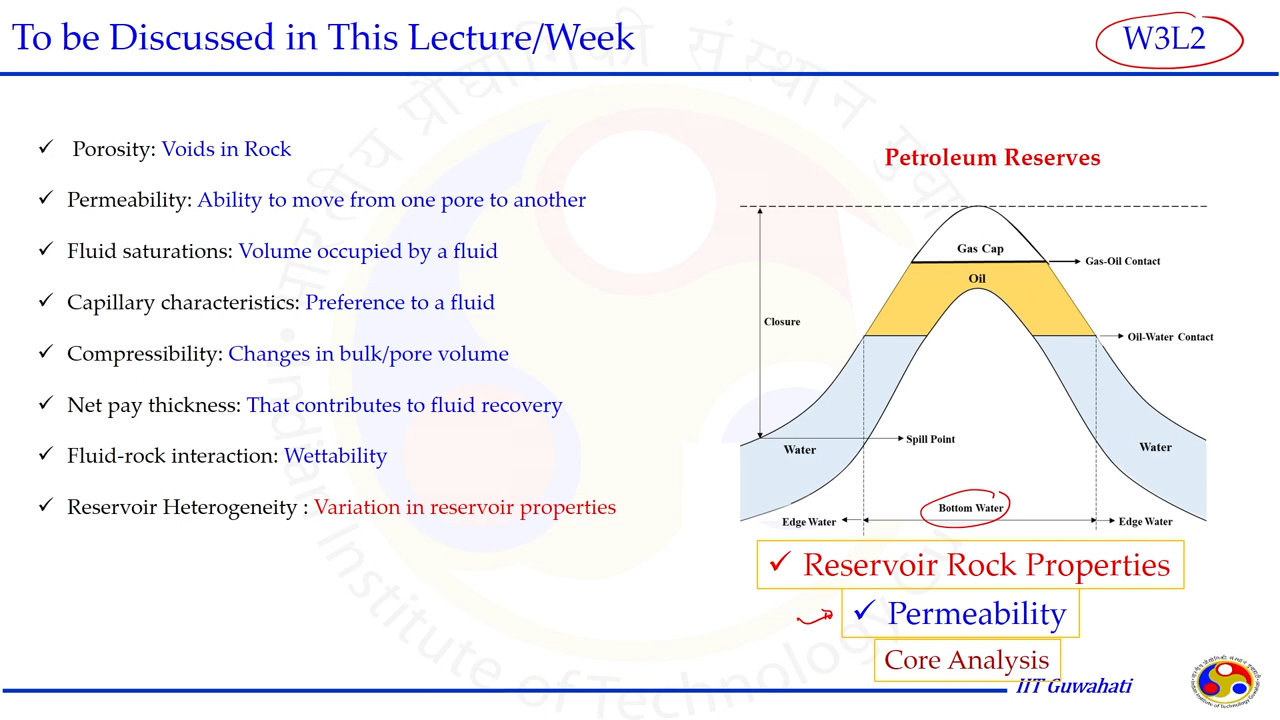 To be Discussed in This Lecture/Week
W3L2
✓ Porosity: Voids in Rock
✓ Permeability: Ability to move from one pore to another
✓ Fluid saturations: Volume occupied by a fluid
✓ Capillary characteristics: Preference to a fluid
✓ Compressibility: Changes in bulk/pore volume
✓ Net pay thickness: That contributes to fluid recovery
✓ Fluid-rock interaction: Wettability
✓ Reservoir Heterogeneity : Variation in reservoir properties
Petroleum Reserves
Gas Cap
Gas-Oil Contact
Oil
Closure
Oil-Water Contact
Spill Point
Water
Water
Bottom Water
Edge Water
Edge Water
✓ Reservoir Rock Properties
✓ Permeability
Core Analysis
IIT Guwahati
Indian Institute of Technology